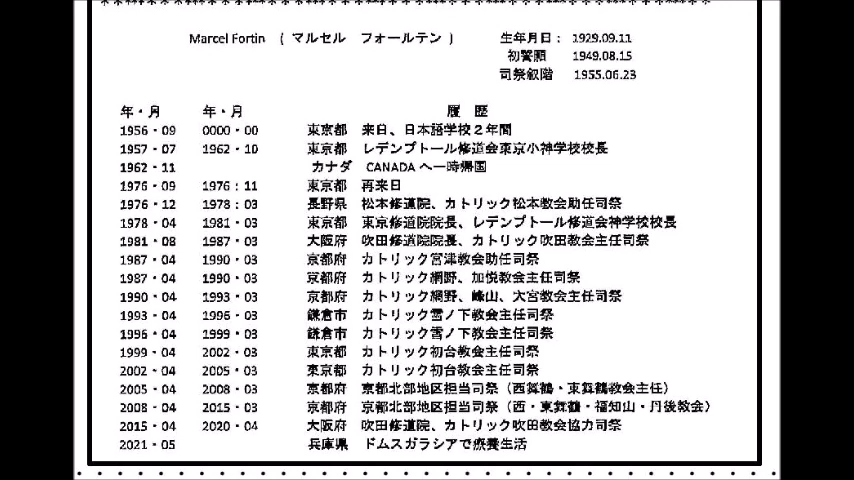 Marcel Fortin ( マルセル フォールテン ) 生年月日： 1929.09.11
初誓願 1949.08.15
司祭叙階 1955.06.23
年・月 年・月 履 歴
1956・09 0000・00 東京都 来日、日本語学校２年間
1957・07 1962・10 東京都 レデンプトール修道会東京小神学校校長
1962・11 カナダ CANADA へ一時帰国
1976・09 1976：11 東京都 再来日
1976・12 1978：03 長野県 松本修道院、カトリック松本教会助任司祭
1978・04 1981・03 東京都 東京修道院院長、レデンプトール修道会神学校校長
1981・08 1987・03 大阪府 吹田修道院院長、カトリック吹田教会主任司祭
1987・04 1990・03 京都府 カトリック宮津教会助任司祭
1987・04 1990・03 京都府 カトリック網野、加悦教会主任司祭
1990・04 1993・03 京都府 カトリック網野、峰山、大宮教会主任司祭
1993・04 1996・03 鎌倉市 カトリック雪ノ下教会主任司祭
1996・04 1999・03 鎌倉市 カトリック雪ノ下教会主任司祭
1999・04 2002・03 東京都 カトリック初台教会主任司祭
2002・04 2005・03 東京都 カトリック初台教会主任司祭
2005・04 2008・03 京都府 京都北部地区担当司祭（西舞鶴・東舞鶴教会主任）
2008・04 2015・03 京都府 京都北部地区担当司祭（西・東舞鶴・福知山・丹後教会）
2015・04 2020・04 大阪府 吹田修道院、カトリック吹田教会協力司祭
2021・05 兵庫県 ドムスガラシアで療養生活